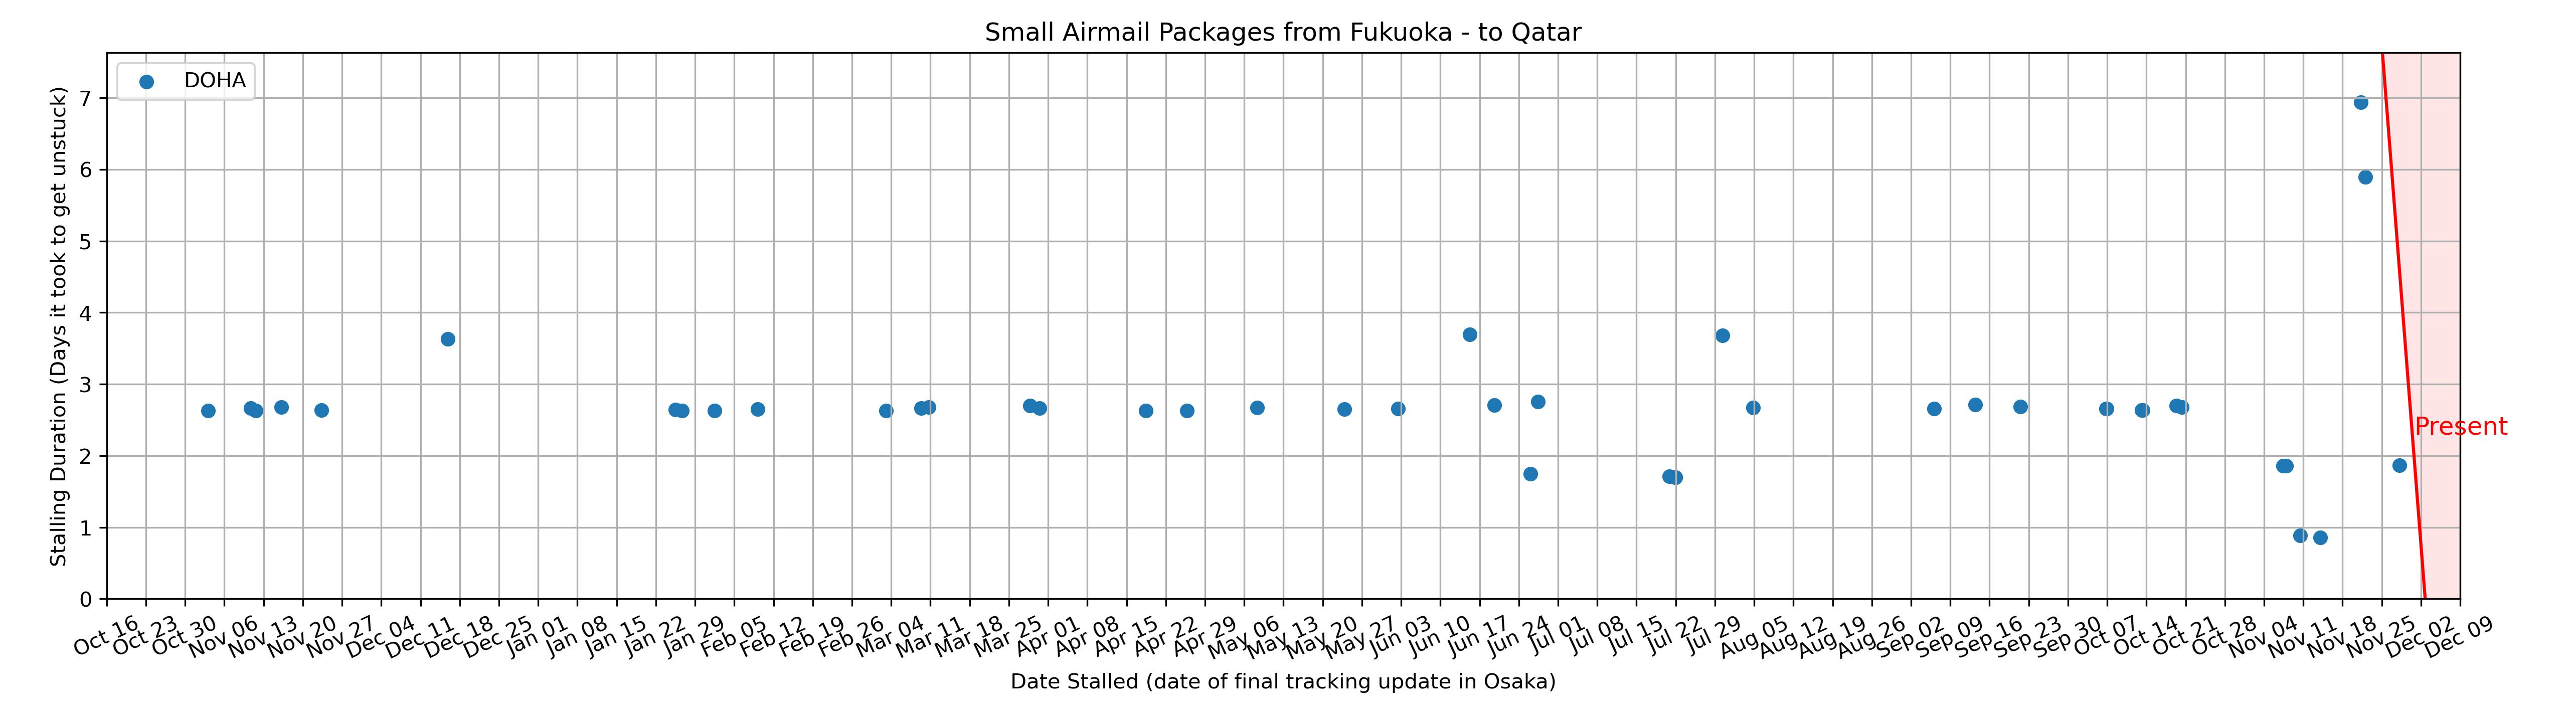 Small Airmail Packages from Fukuoka - to Qatar
DOHA
Stalling Duration (Days it took to get unstuck)
7
6
5
4
3
2
1
0
Present
Oct 16 Oct 23 Oct 30 Nov 06 Nov 13 Nov 20 Nov 27 Dec 04 Dec 11 Dec 18 Dec 25 Jan 01 Jan 08 Jan 15 Jan 22 Jan 29 Feb 05 Feb 12 Feb 19 Feb 26 Mar 04 Mar 11 Mar 18 Mar 25 Apr 01 Apr 08 Apr 15 Apr 22 Apr 29 May 06 May 13 May 20 May 27 Jun 03 Jun 10 Jun 17 Jun 24 Jul 01 Jul 08 Jul 15 Jul 22 Jul 29 Aug 05 Aug 12 Aug 19 Aug 26 Sep 02 Sep 09 Sep 16 Sep 23 Sep 30 Oct 07 Oct 14 Oct 21 Oct 28 Nov 04 Nov 11 Nov 18 Nov 25 Dec 02 Dec 09
Date Stalled (date of final tracking update in Osaka)